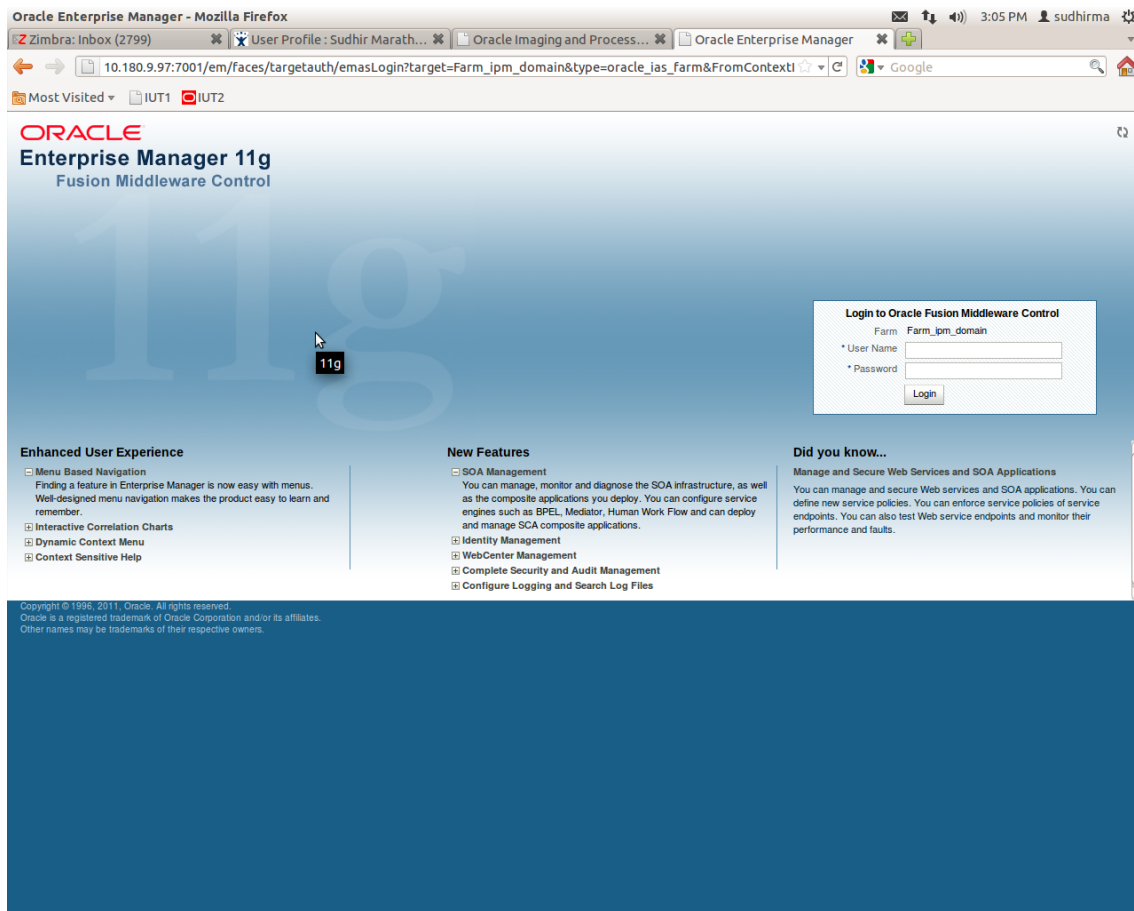 Oracle Enterprise Manager - Mozilla Firefox
3:05 PM sudhirma
Zimbra: Inbox (2799)
User Profile : Sudhir Marath...
Oracle Imaging and Process...
Oracle Enterprise Manager
10.180.9.97:7001/em/faces/targetauth/emasLogin?target=Farm_ipm_domain&type=oracle_ias_farm&FromContextI
Google
Most Visited
IUT1
IUT2
ORACLE
Enterprise Manager 11g
Fusion Middleware Control
11g
Login to Oracle Fusion Middleware Control
Farm Farm_ipm_domain
* User Name
* Password
Login
11g
Enhanced User Experience
Menu Based Navigation
Finding a feature in Enterprise Manager is now easy with menus.
Well-designed menu navigation makes the product easy to learn and
remember.
Interactive Correlation Charts
Dynamic Context Menu
Context Sensitive Help
New Features
SOA Management
You can manage, monitor and diagnose the SOA infrastructure, as well
as the composite applications you deploy. You can configure service
engines such as BPEL, Mediator, Human Work Flow and can deploy
and manage SCA composite applications.
Identity Management
WebCenter Management
Complete Security and Audit Management
Configure Logging and Search Log Files
Did you know...
Manage and Secure Web Services and SOA Applications
You can manage and secure Web services and SOA applications. You can
define new service policies. You can enforce service policies of service
endpoints. You can also test Web service endpoints and monitor their
performance and faults.
Copyright © 1996, 2011, Oracle. All rights reserved.
Oracle is a registered trademark of Oracle Corporation and/or its affiliates.
Other names may be trademarks of their respective owners.